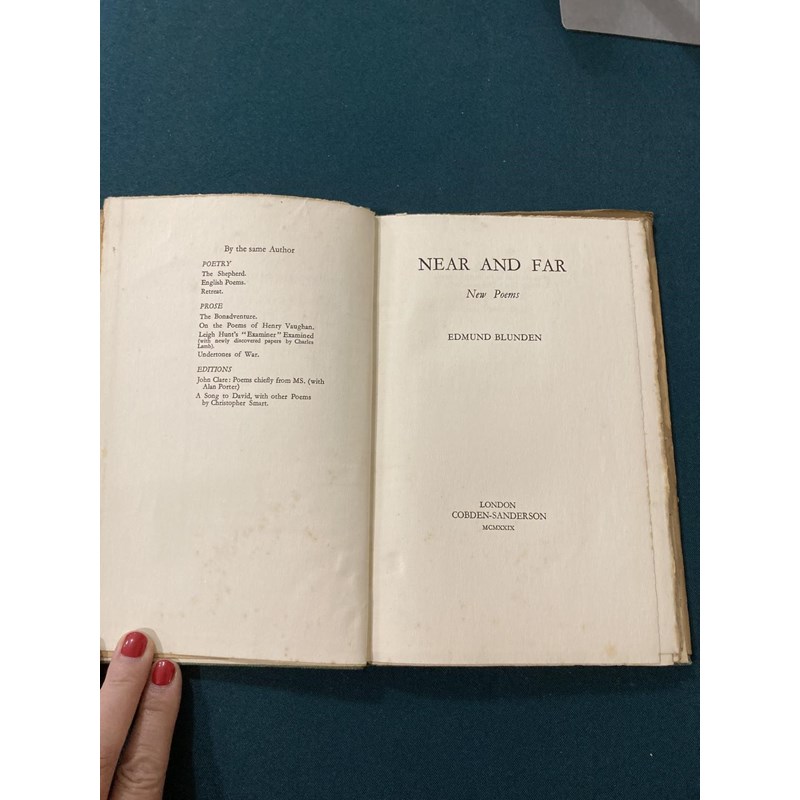 By the same Author
POETRY
The Shepherd.
English Poems.
Retreat.
PROSE
The Bonadventure.
On the Poems of Henry Vaughan.
Leigh Hunt's "Examiner" Examined
(with newly discovered papers by Charles
Lamb).
Undertones of War.
EDITIONS
John Clare: Poems chiefly from MS. (with
Alan Porter)
A Song to David, with other Poems
by Christopher Smart.
NEAR AND FAR
New Poems
EDMUND BLUNDEN
LONDON
COBDEN-SANDERSON
MCMXXIX